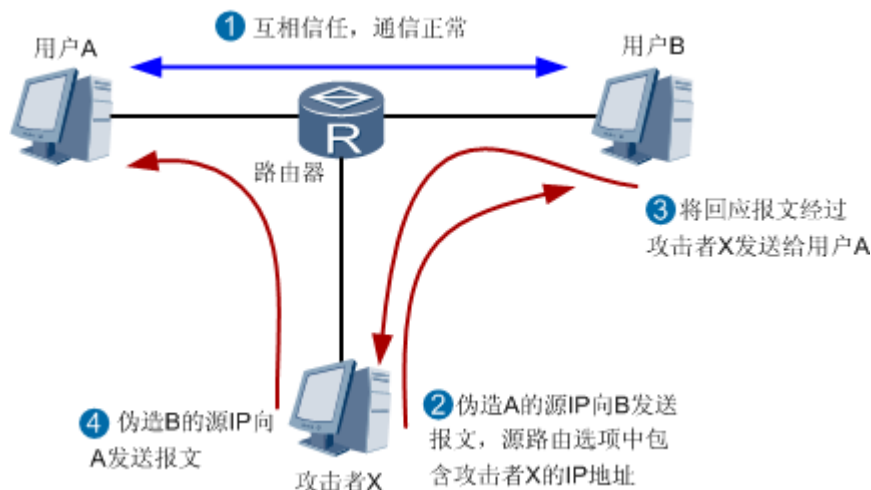 1 互相信任，通信正常
用户A
用户B
R
路由器
3 将回应报文经过
攻击者X发送给用户A
2 伪造A的源IP向B发送
报文，源路由选项中包
含攻击者X的IP地址
4 伪造B的源IP向
A发送报文
攻击者X